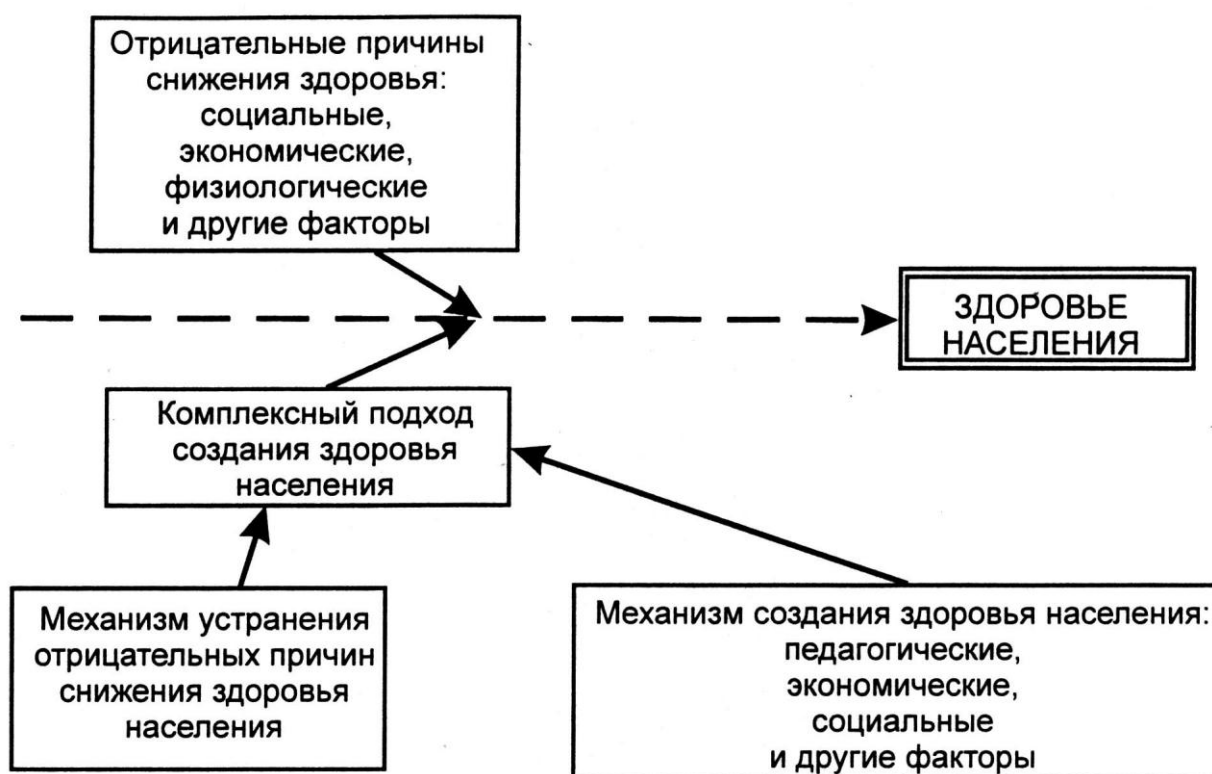 Отрицательные причины
снижения здоровья:
социальные,
экономические,
физиологические
и другие факторы
ЗДОРОВЬЕ
НАСЕЛЕНИЯ
Комплексный подход
создания здоровья
населения
Механизм устранения
отрицательных причин
снижения здоровья
населения
Механизм создания здоровья населения:
педагогические,
экономические,
социальные
и другие факторы